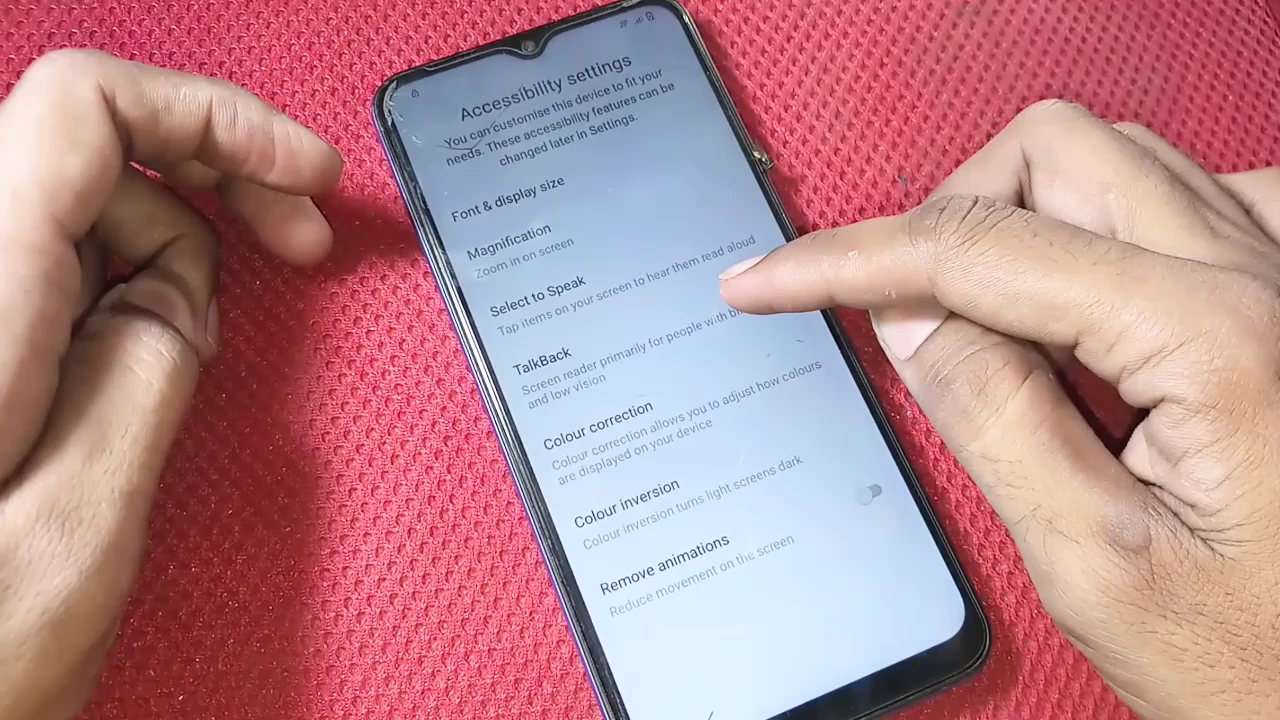 Accessibility settings
You can customise this device to fit your
needs. These accessibility features can be
changed later in Settings.
Font & display size
Magnification
Zoom in on screen
Select to Speak
Tap items on your screen to hear them read aloud
TalkBack
Screen reader primarily for people with
and low vision
Colour correction
Colour correction allows you to adjust how colours
are displayed on your device
Colour inversion
Colour inversion turns light screens dark
Remove animations
Reduce movement on the screen